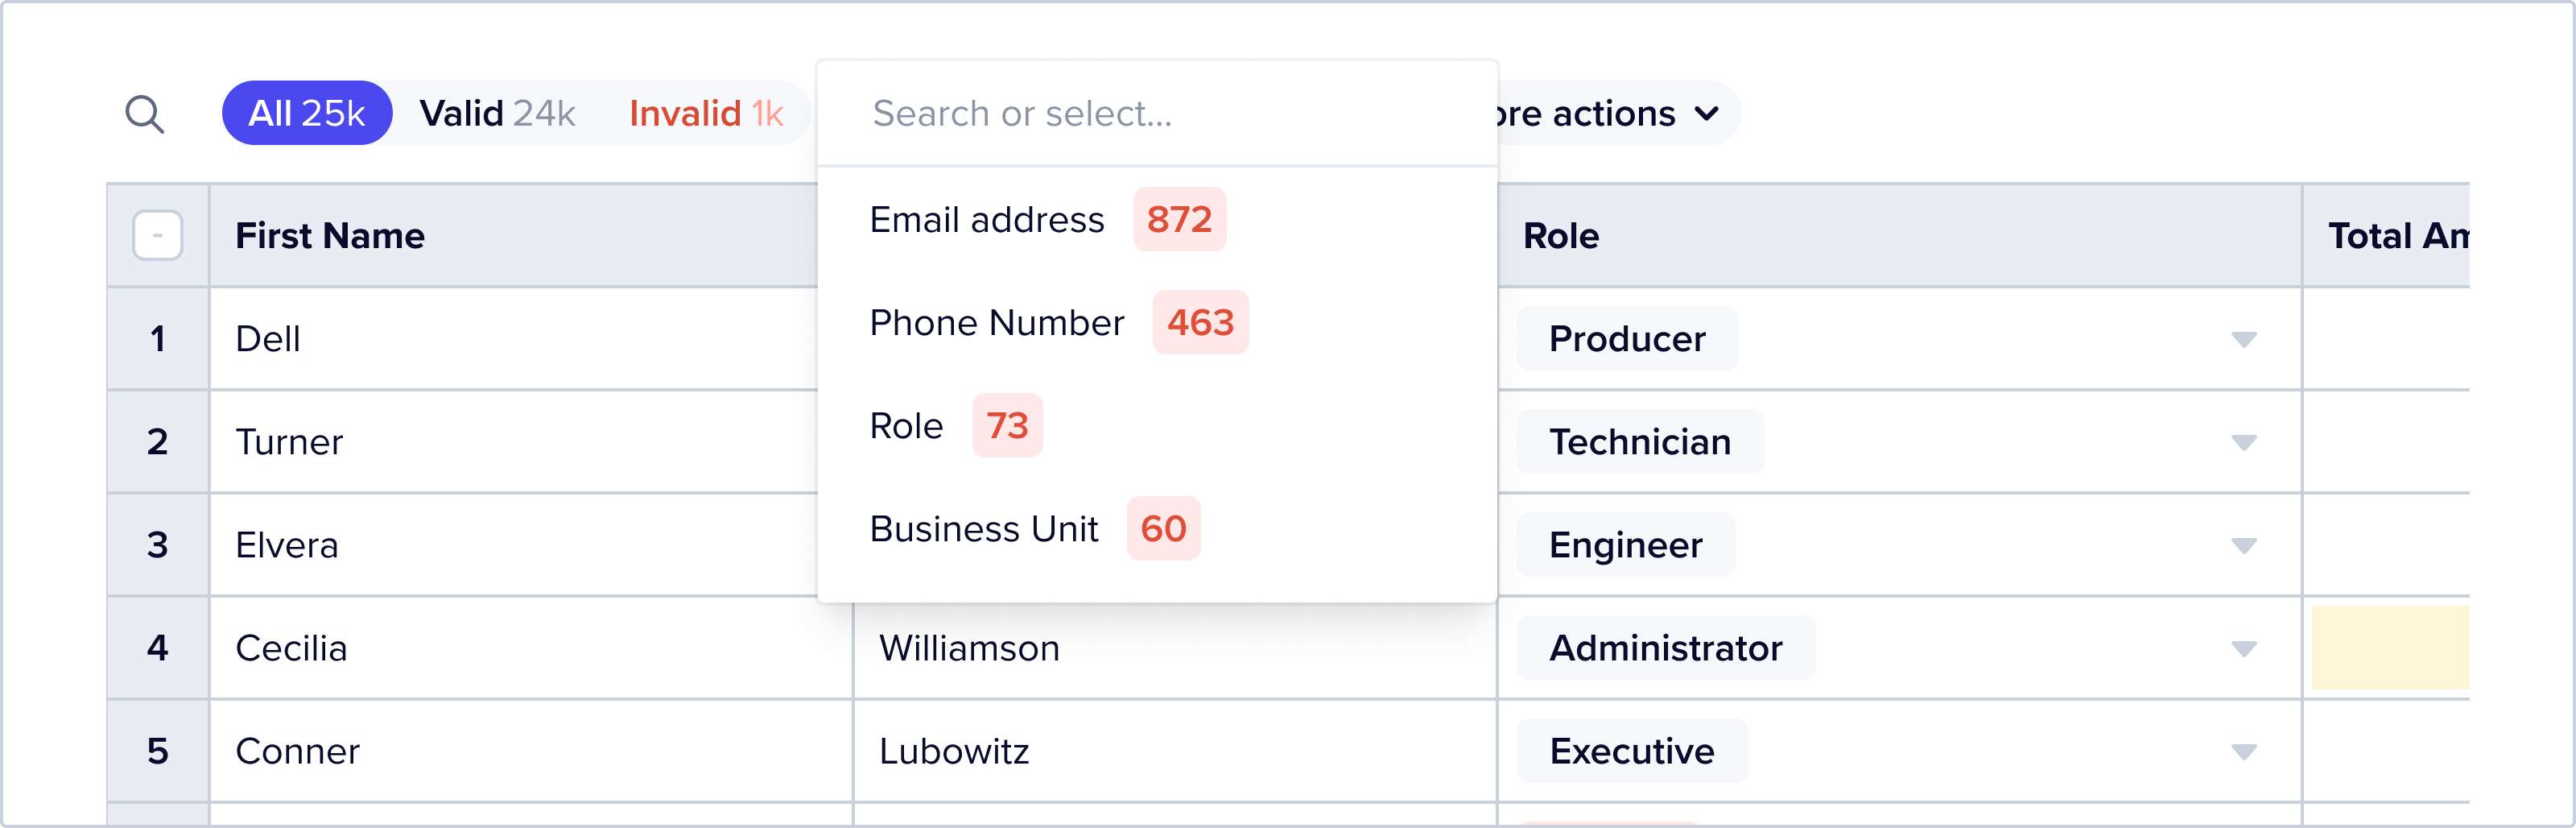 All 25k Valid 24k Invalid 1k Search or select... ore actions
Email address 872
Phone Number 463
Role 73
Business Unit 60
First Name Role Total Am
1 Dell Producer
2 Turner Technician
3 Elvera Engineer
4 Cecilia Williamson Administrator
5 Conner Lubowitz Executive